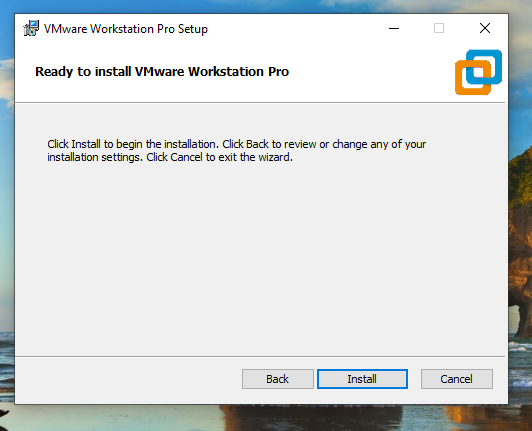 VMware Workstation Pro Setup
Ready to install VMware Workstation Pro
Click Install to begin the installation. Click Back to review or change any of your
installation settings. Click Cancel to exit the wizard.
Back Install Cancel